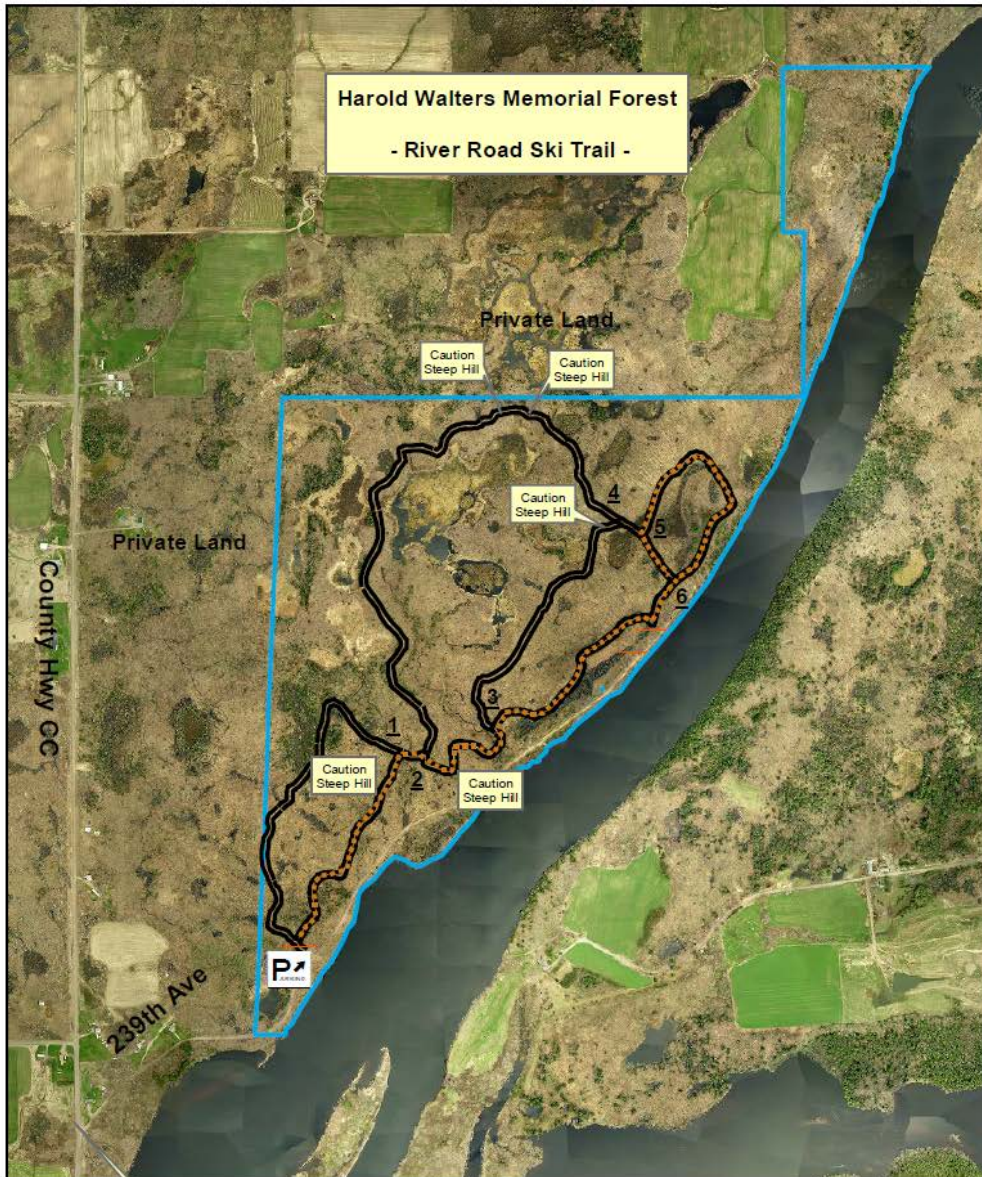 Harold Walters Memorial Forest
- River Road Ski Trail -
Private Land
Caution
Steep Hill
Caution
Steep Hill
4
Caution
Steep Hill
5
Private Land
County Hwy CC
6
3
1
Caution
Steep Hill
2
Caution
Steep Hill
P
239th Ave